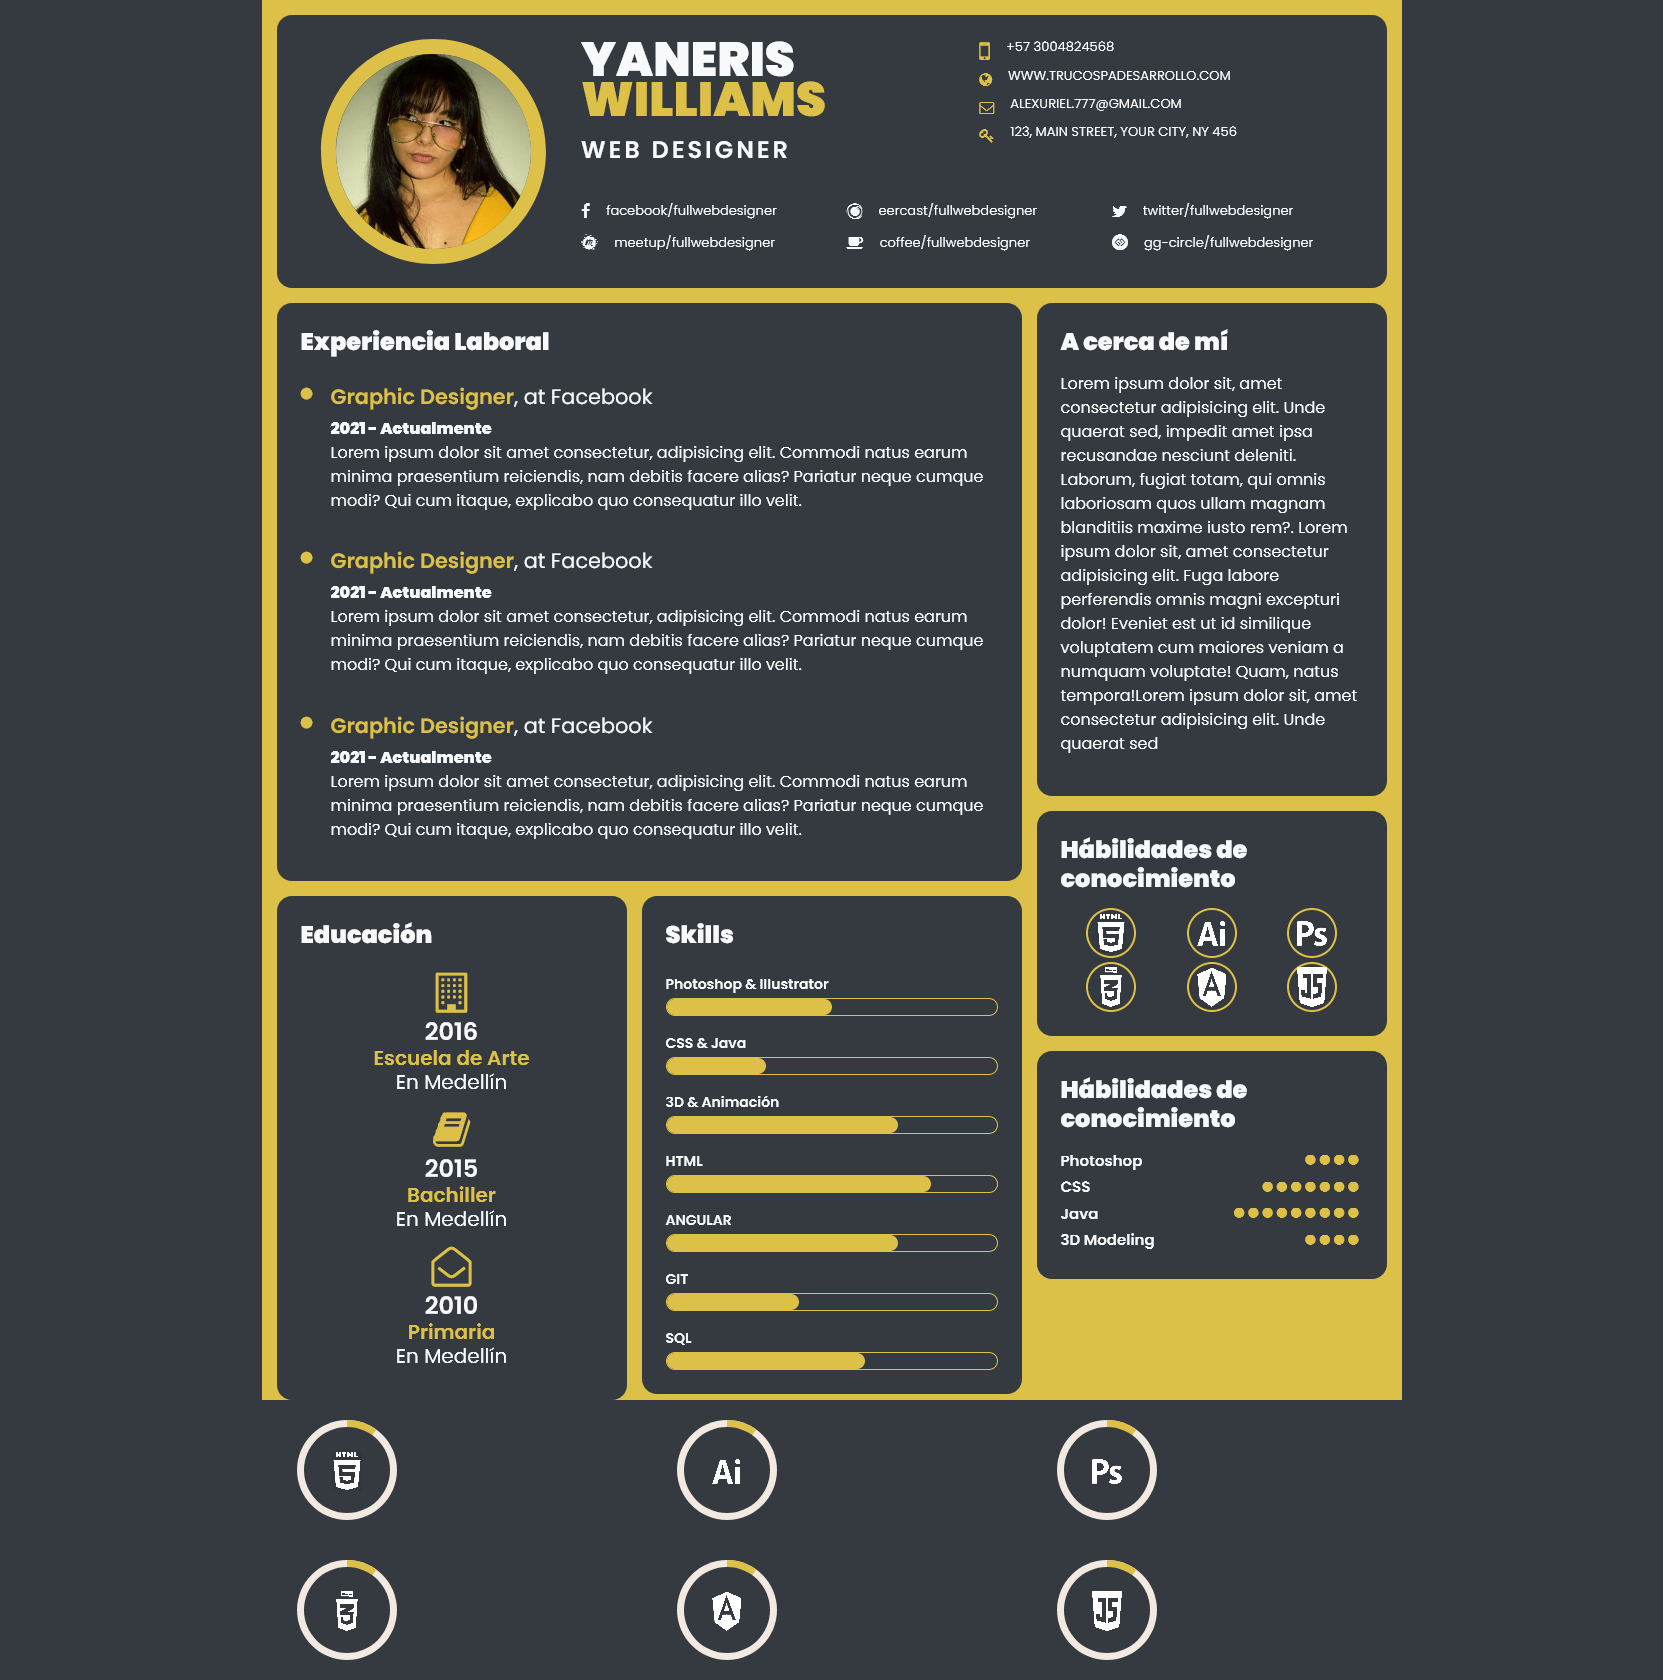 YANERIS
WILLIAMS
WEB DESIGNER
+57 3004824568
WWW.TRUCOSPADESARROLLO.COM
ALEXURIEL.777@GMAIL.COM
123, MAIN STREET, YOUR CITY, NY 456
facebook/fullwebdesigner
eercast/fullwebdesigner
twitter/fullwebdesigner
meetup/fullwebdesigner
coffee/fullwebdesigner
gg-circle/fullwebdesigner
Experiencia Laboral
Graphic Designer, at Facebook
2021 - Actualmente
Lorem ipsum dolor sit amet consectetur, adipisicing elit. Commodi natus earum
minima praesentium reiciendis, nam debitis facere alias? Pariatur neque cumque
modi? Qui cum itaque, explicabo quo consequatur illo velit.
Graphic Designer, at Facebook
2021 - Actualmente
Lorem ipsum dolor sit amet consectetur, adipisicing elit. Commodi natus earum
minima praesentium reiciendis, nam debitis facere alias? Pariatur neque cumque
modi? Qui cum itaque, explicabo quo consequatur illo velit.
Graphic Designer, at Facebook
2021 - Actualmente
Lorem ipsum dolor sit amet consectetur, adipisicing elit. Commodi natus earum
minima praesentium reiciendis, nam debitis facere alias? Pariatur neque cumque
modi? Qui cum itaque, explicabo quo consequatur illo velit.
A cerca de mí
Lorem ipsum dolor sit, amet
consectetur adipisicing elit. Unde
quaerat sed, impedit amet ipsa
recusandae nesciunt deleniti.
Laborum, fugiat totam, qui omnis
laboriosam quos ullam magnam
blanditiis maxime iusto rem?. Lorem
ipsum dolor sit, amet consectetur
adipisicing elit. Fuga labore
perferendis omnis magni excepturi
dolor! Eveniet est ut id similique
voluptatem cum maiores veniam a
numquam voluptate! Quam, natus
tempora!Lorem ipsum dolor sit, amet
consectetur adipisicing elit. Unde
quaerat sed
Hábilidades de
conocimiento
HTML
5
Ai
Ps
3
A
JS
Hábilidades de
conocimiento
Photoshop
CSS
Java
3D Modeling
Educación
2016
Escuela de Arte
En Medellín
2015
Bachiller
En Medellín
2010
Primaria
En Medellín
Skills
Photoshop & Illustrator
CSS & Java
3D & Animación
HTML
ANGULAR
GIT
SQL
HTML
5
Ai
Ps
3
A
JS